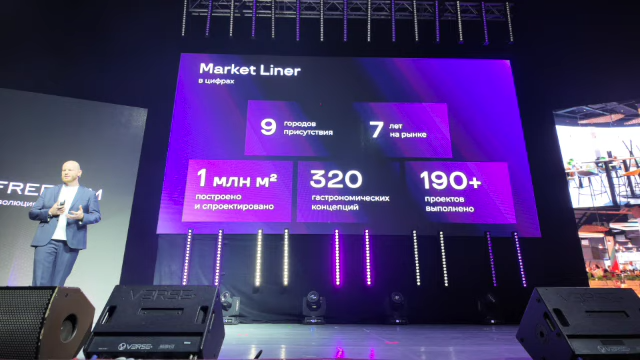 Market Liner
в цифрах
9 городов
присутствия
7 лет
на рынке
1 млн м²
построено
и спроектировано
320
гастрономических
концепций
190+
проектов
выполнено
VERSE
VERSE